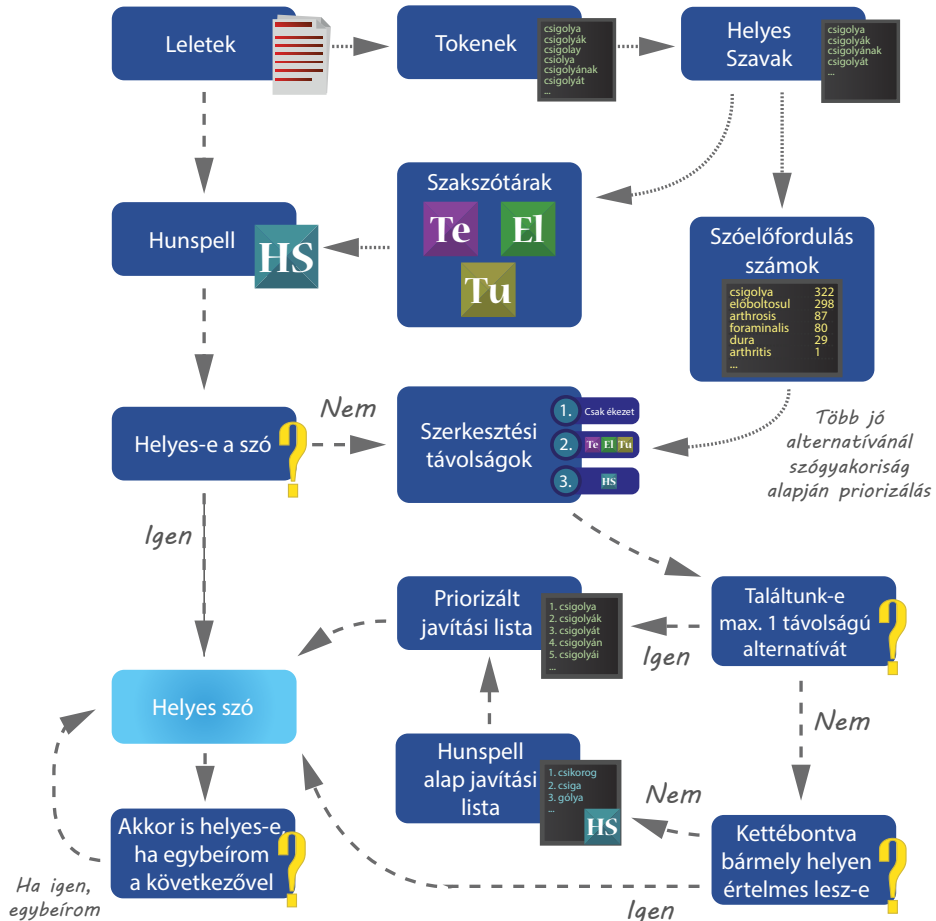 Leletek
Tokenek
csigolya
csigolyák
csigolay
csiolya
csigolyának
csigolyát
...
Helyes
Szavak
csigolya
csigolyák
csigolyának
csigolyát
...
Hunspell
HS
Szakszótárak
Te
El
Tu
Szóelőfordulás
számok
csigolva 322
előboltosul 298
arthrosis 87
foraminalis 80
dura 29
arthritis 1
...
Helyes-e a szó
?
Nem
Szerkesztési
távolságok
1. Csak ékezet
2. Te El Tu
3. HS
Több jó
alternatívánál
szógyakoriság
alapján priorizálás
Igen
Priorizált
javítási lista
1. csigolya
2. csigolyák
3. csigolyát
4. csigolyán
5. csigolyái
...
Igen
Találtunk-e
max. 1 távolságú
alternatívát
?
Helyes szó
Nem
Hunspell
alap javítási
lista
1. csikorog
2. csiga
3. gólya
...
HS
Nem
Akkor is helyes-e,
ha egybeírom
a következővel
?
Kettébontva
bármely helyen
értelmes lesz-e
?
Ha igen,
egybeírom
Igen